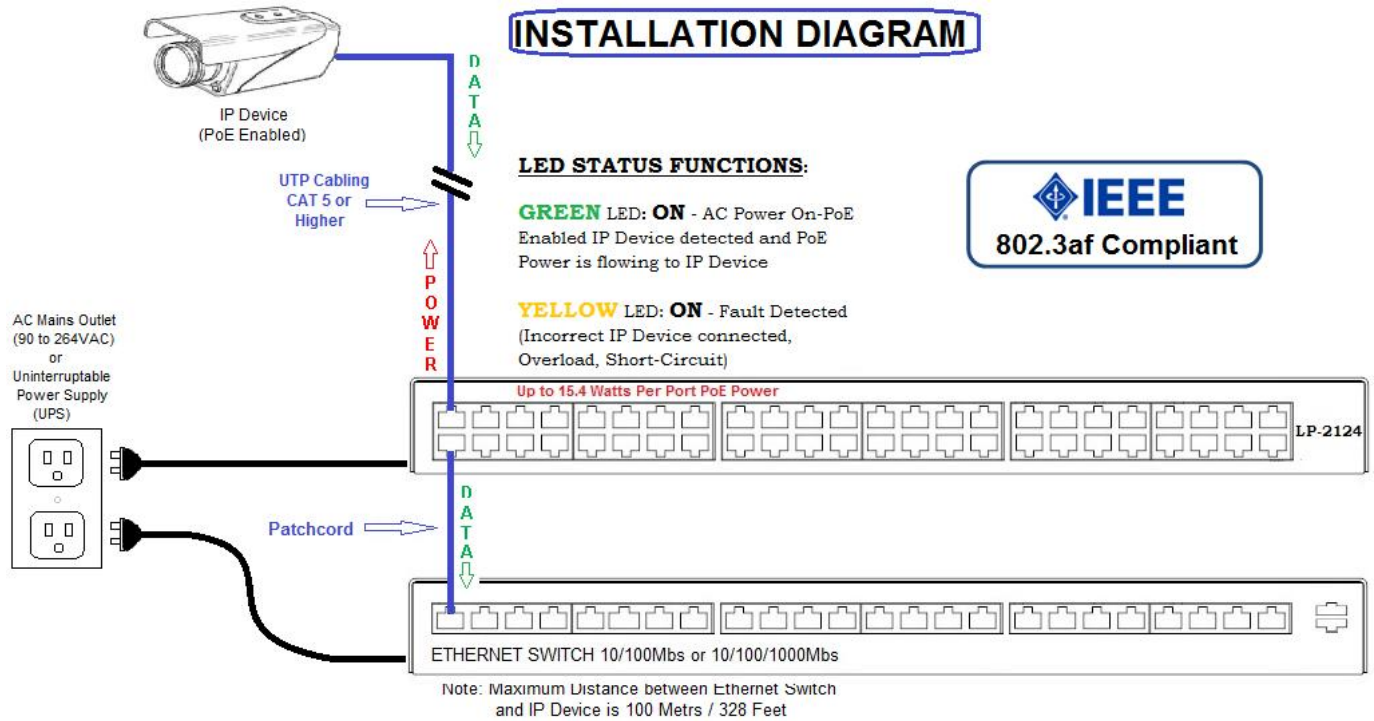 INSTALLATION DIAGRAM
IP Device
(PoE Enabled)
DATA
UTP Cabling
CAT 5 or
Higher
POWER
LED STATUS FUNCTIONS:
GREEN LED: ON - AC Power On-PoE
Enabled IP Device detected and PoE
Power is flowing to IP Device
YELLOW LED: ON - Fault Detected
(Incorrect IP Device connected,
Overload, Short-Circuit)
IEEE
802.3af Compliant
AC Mains Outlet
(90 to 264VAC)
or
Uninterruptable
Power Supply
(UPS)
Up to 15.4 Watts Per Port PoE Power
LP-2124
Patchcord
DATA
ETHERNET SWITCH 10/100Mbs or 10/100/1000Mbs
Note: Maximum Distance between Ethernet Switch
and IP Device is 100 Metrs / 328 Feet